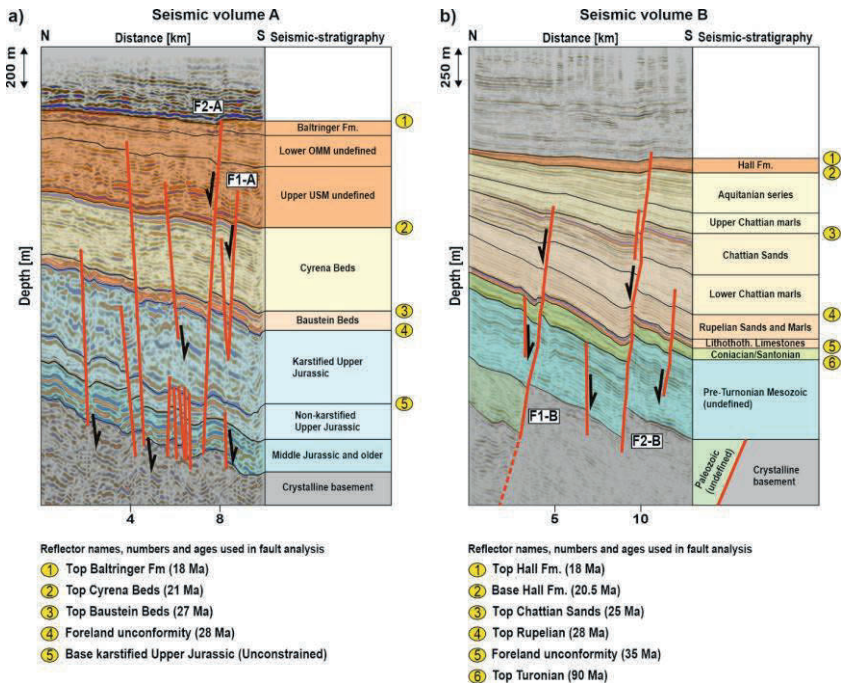 a)
Seismic volume A
N
Distance [km]
S
Seismic-stratigraphy
200 m
Depth [m]
F2-A
F1-A
1
Baltringer Fm.
Lower OMM undefined
Upper USM undefined
2
Cyrena Beds
3
Baustein Beds
4
Karstified Upper
Jurassic
5
Non-karstified
Upper Jurassic
Middle Jurassic and older
Crystalline basement
4
8
Reflector names, numbers and ages used in fault analysis
1 Top Baltringer Fm (18 Ma)
2 Top Cyrena Beds (21 Ma)
3 Top Baustein Beds (27 Ma)
4 Foreland unconformity (28 Ma)
5 Base karstified Upper Jurassic (Unconstrained)
b)
Seismic volume B
N
Distance [km]
S
Seismic-stratigraphy
250 m
Depth [m]
1
Hall Fm.
2
Aquitanian series
Upper Chattian marls
3
Chattian Sands
Lower Chattian marls
4
Rupelian Sands and Marls
Lithothoth. Limestones
5
Coniacian/Santonian
6
Pre-Turnonian Mesozoic
(undefined)
F1-B
F2-B
Paleozoic
(undefined)
Crystalline
basement
5
10
Reflector names, numbers and ages used in fault analysis
1 Top Hall Fm. (18 Ma)
2 Base Hall Fm. (20.5 Ma)
3 Top Chattian Sands (25 Ma)
4 Top Rupelian (28 Ma)
5 Foreland unconformity (35 Ma)
6 Top Turonian (90 Ma)